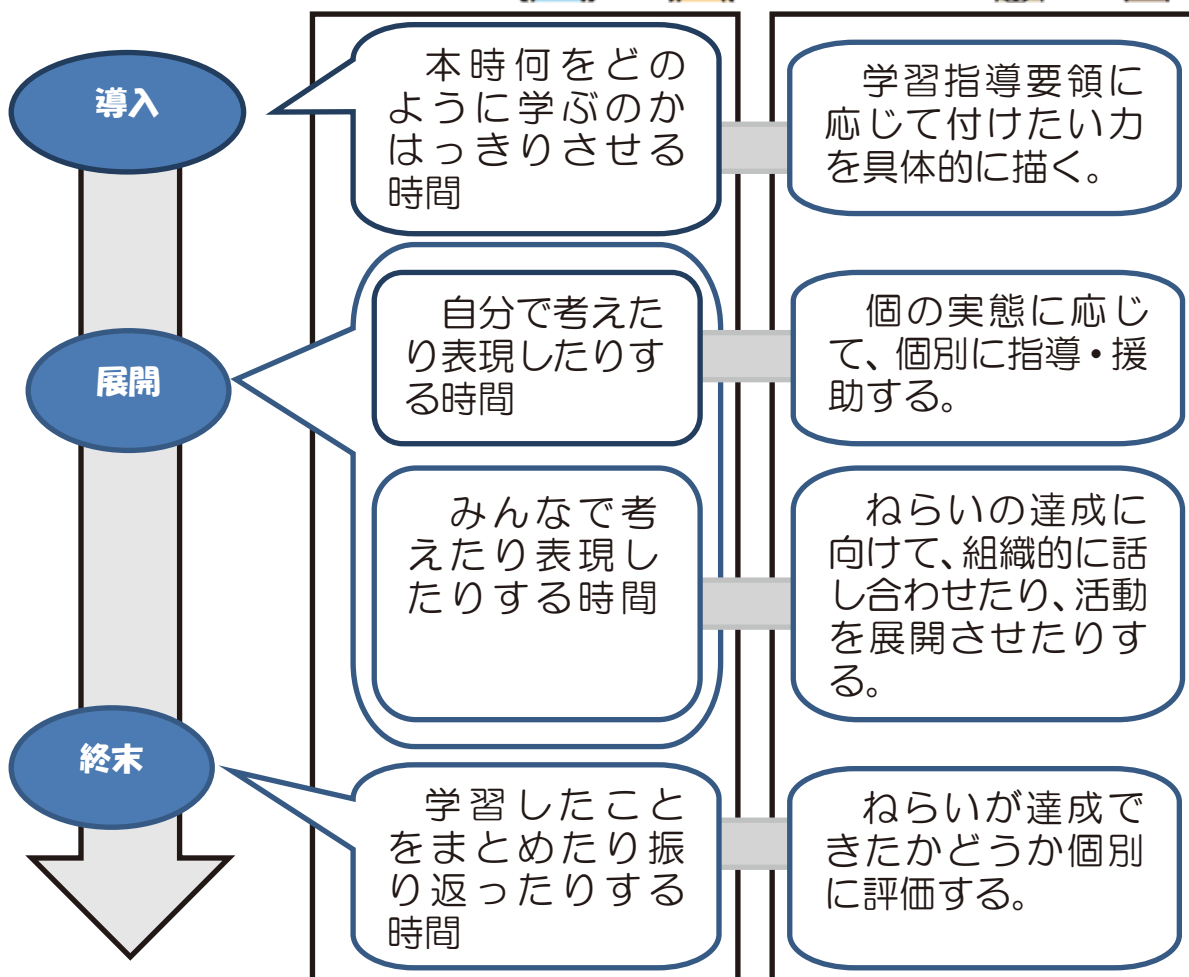 導入
本時何をどの
ように学ぶのか
はっきりさせる
時間
学習指導要領に
応じて付けたい力
を具体的に描く。
展開
自分で考えた
り表現したりす
る時間
個の実態に応じ
て、個別に指導・援
助する。
みんなで考
えたり表現し
たりする時間
ねらいの達成に
向けて、組織的に話
し合わせたり、活動
を展開させたりす
る。
終末
学習したこと
をまとめたり振
り返ったりする
時間
ねらいが達成で
きたかどうか個別
に評価する。